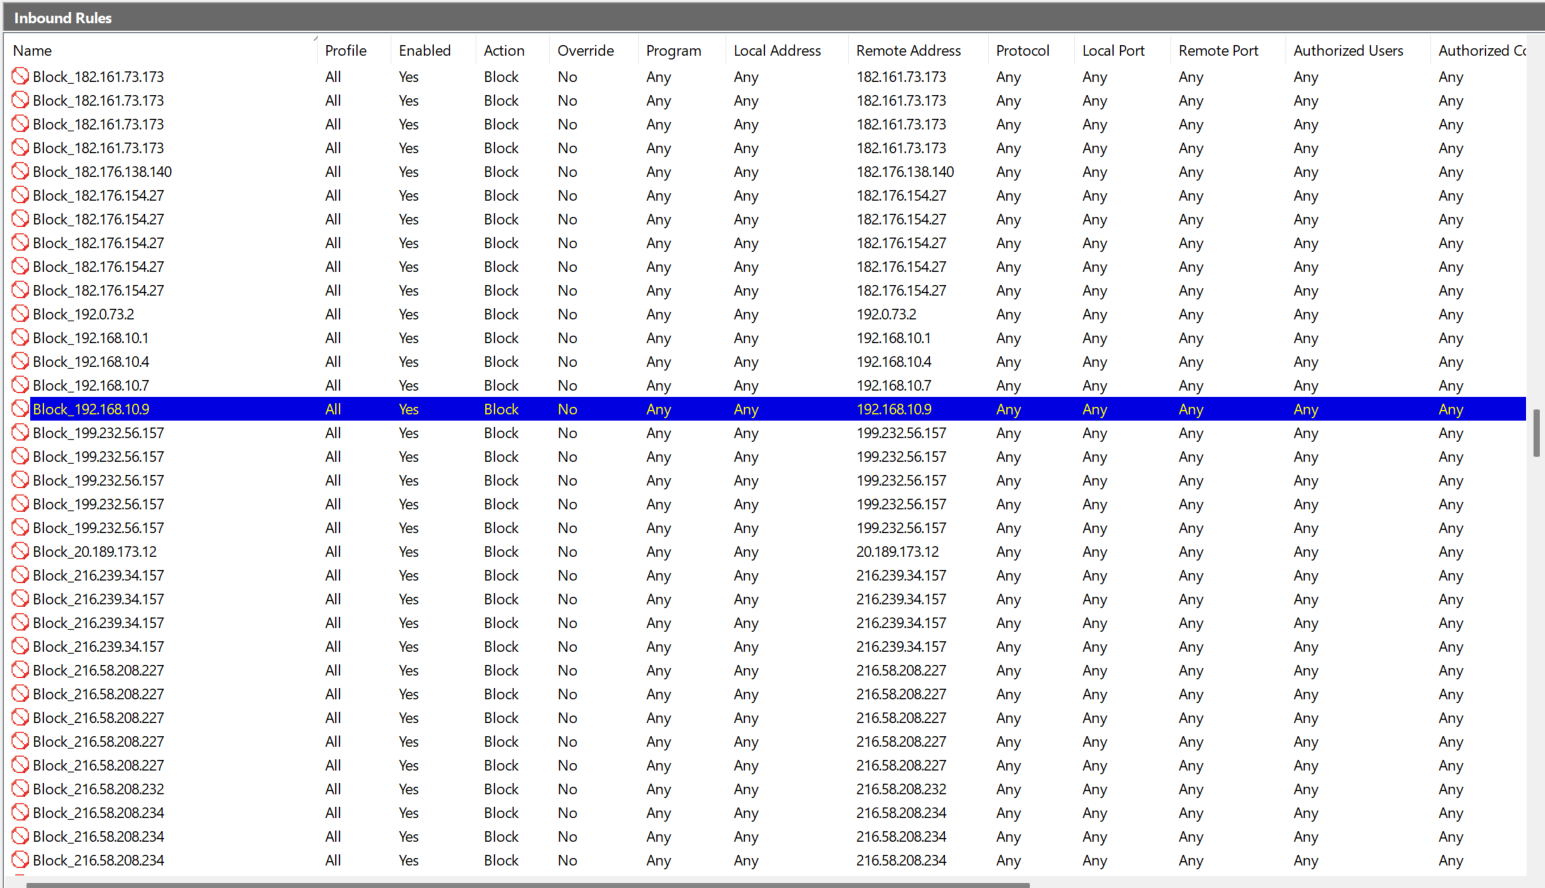 Inbound Rules
Name Profile Enabled Action Override Program Local Address Remote Address Protocol Local Port Remote Port Authorized Users Authorized Co
Block_182.161.73.173 All Yes Block No Any Any 182.161.73.173 Any Any Any Any Any
Block_182.161.73.173 All Yes Block No Any Any 182.161.73.173 Any Any Any Any Any
Block_182.161.73.173 All Yes Block No Any Any 182.161.73.173 Any Any Any Any Any
Block_182.161.73.173 All Yes Block No Any Any 182.161.73.173 Any Any Any Any Any
Block_182.176.138.140 All Yes Block No Any Any 182.176.138.140 Any Any Any Any Any
Block_182.176.154.27 All Yes Block No Any Any 182.176.154.27 Any Any Any Any Any
Block_182.176.154.27 All Yes Block No Any Any 182.176.154.27 Any Any Any Any Any
Block_182.176.154.27 All Yes Block No Any Any 182.176.154.27 Any Any Any Any Any
Block_182.176.154.27 All Yes Block No Any Any 182.176.154.27 Any Any Any Any Any
Block_182.176.154.27 All Yes Block No Any Any 182.176.154.27 Any Any Any Any Any
Block_192.0.73.2 All Yes Block No Any Any 192.0.73.2 Any Any Any Any Any
Block_192.168.10.1 All Yes Block No Any Any 192.168.10.1 Any Any Any Any Any
Block_192.168.10.4 All Yes Block No Any Any 192.168.10.4 Any Any Any Any Any
Block_192.168.10.7 All Yes Block No Any Any 192.168.10.7 Any Any Any Any Any
Block_192.168.10.9 All Yes Block No Any Any 192.168.10.9 Any Any Any Any Any
Block_199.232.56.157 All Yes Block No Any Any 199.232.56.157 Any Any Any Any Any
Block_199.232.56.157 All Yes Block No Any Any 199.232.56.157 Any Any Any Any Any
Block_199.232.56.157 All Yes Block No Any Any 199.232.56.157 Any Any Any Any Any
Block_199.232.56.157 All Yes Block No Any Any 199.232.56.157 Any Any Any Any Any
Block_199.232.56.157 All Yes Block No Any Any 199.232.56.157 Any Any Any Any Any
Block_20.189.173.12 All Yes Block No Any Any 20.189.173.12 Any Any Any Any Any
Block_216.239.34.157 All Yes Block No Any Any 216.239.34.157 Any Any Any Any Any
Block_216.239.34.157 All Yes Block No Any Any 216.239.34.157 Any Any Any Any Any
Block_216.239.34.157 All Yes Block No Any Any 216.239.34.157 Any Any Any Any Any
Block_216.239.34.157 All Yes Block No Any Any 216.239.34.157 Any Any Any Any Any
Block_216.58.208.227 All Yes Block No Any Any 216.58.208.227 Any Any Any Any Any
Block_216.58.208.227 All Yes Block No Any Any 216.58.208.227 Any Any Any Any Any
Block_216.58.208.227 All Yes Block No Any Any 216.58.208.227 Any Any Any Any Any
Block_216.58.208.227 All Yes Block No Any Any 216.58.208.227 Any Any Any Any Any
Block_216.58.208.227 All Yes Block No Any Any 216.58.208.227 Any Any Any Any Any
Block_216.58.208.232 All Yes Block No Any Any 216.58.208.232 Any Any Any Any Any
Block_216.58.208.234 All Yes Block No Any Any 216.58.208.234 Any Any Any Any Any
Block_216.58.208.234 All Yes Block No Any Any 216.58.208.234 Any Any Any Any Any
Block_216.58.208.234 All Yes Block No Any Any 216.58.208.234 Any Any Any Any Any